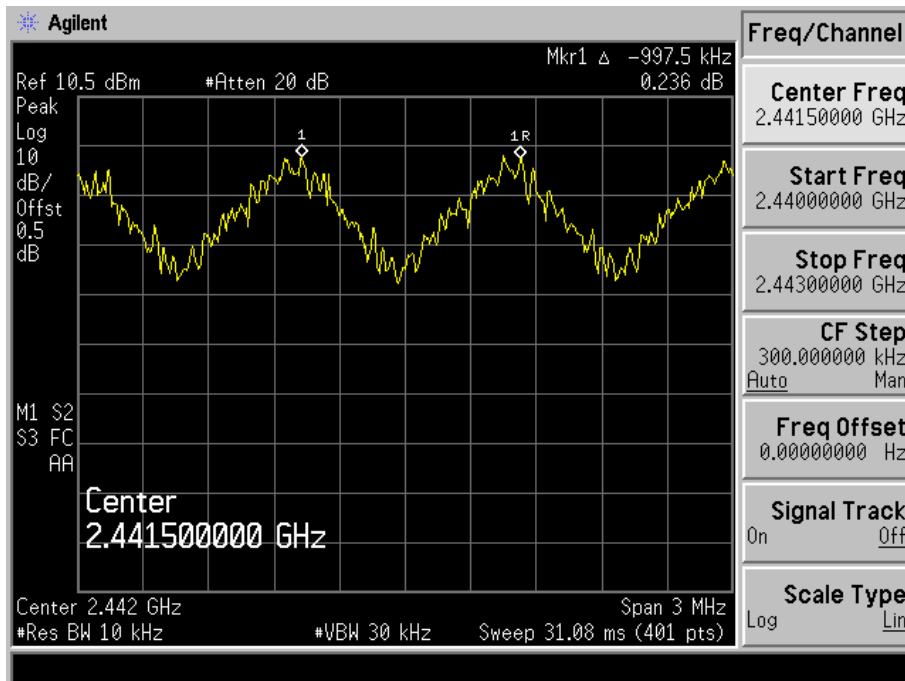 Agilent
Freq/Channel
Mkr1 Δ -997.5 kHz
Ref 10.5 dBm #Atten 20 dB 0.236 dB
Peak
Log
10
dB/
Offst
0.5
dB
1
1R
M1 S2
S3 FC
AA
Center
2.441500000 GHz
Center 2.442 GHz Span 3 MHz
#Res BW 10 kHz #VBW 30 kHz Sweep 31.08 ms (401 pts)
Center Freq
2.44150000 GHz
Start Freq
2.44000000 GHz
Stop Freq
2.44300000 GHz
CF Step
300.000000 kHz
Auto Man
Freq Offset
0.00000000 Hz
Signal Track
On Off
Scale Type
Log Lin